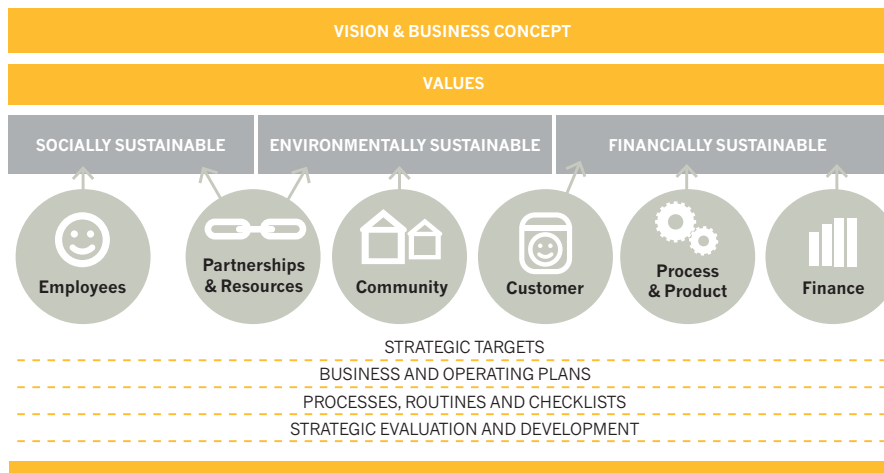 VISION & BUSINESS CONCEPT
VALUES
SOCIALLY SUSTAINABLE
ENVIRONMENTALLY SUSTAINABLE
FINANCIALLY SUSTAINABLE
Employees
Partnerships
& Resources
Community
Customer
Process
& Product
Finance
STRATEGIC TARGETS
BUSINESS AND OPERATING PLANS
PROCESSES, ROUTINES AND CHECKLISTS
STRATEGIC EVALUATION AND DEVELOPMENT